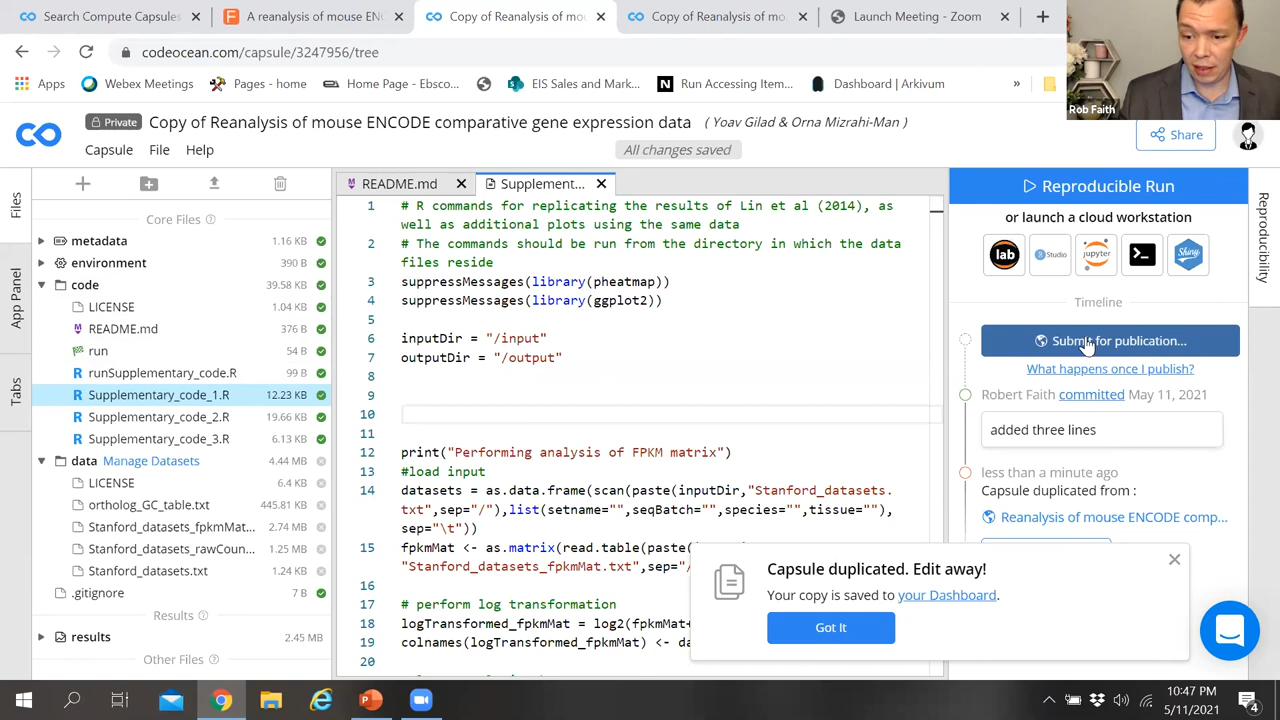 Search Compute Capsules
A reanalysis of mouse ENC
Copy of Reanalysis of mo
Copy of Reanalysis of mo
Launch Meeting - Zoom
codeocean.com/capsule/3247956/tree
Apps
Webex Meetings
Pages - home
Home Page - Ebsco...
EIS Sales and Mark...
Run Accessing Item...
Dashboard | Arkivum
»
Rob Faith
Private
Copy of Reanalysis of mouse ENCODE comparative gene expression data
( Yoav Gilad & Orna Mizrahi-Man )
Capsule File Help
All changes saved
Share
Files
App Panel
Tabs
Core Files
metadata 1.16 KB
environment 390 B
code 39.58 KB
LICENSE 1.04 KB
README.md 376 B
run 54 B
runSupplementary_code.R 99 B
Supplementary_code_1.R 12.23 KB
Supplementary_code_2.R 19.66 KB
Supplementary_code_3.R 6.13 KB
data Manage Datasets 4.44 MB
LICENSE 6.4 KB
ortholog_GC_table.txt 445.81 KB
Stanford_datasets_fpkmMat... 2.74 MB
Stanford_datasets_rawCoun... 1.25 MB
Stanford_datasets.txt 1.24 KB
.gitignore 7 B
Results
results 2.45 MB
Other Files
README.md
Supplement...
1 # R commands for replicating the results of Lin et al (2014), as
well as additional plots using the same data
2 # The commands should be run from the directory in which the data
files reside
3 suppressMessages(library(pheatmap))
4 suppressMessages(library(ggplot2))
5
6 inputDir = "/input"
7 outputDir = "/output"
8
9
10
11
12 print("Performing analysis of FPKM matrix")
13 #load input
14 datasets = as.data.frame(scan(paste(inputDir,"Stanford_datasets.
txt",sep="/"),list(setname="",seqBatch="",species="",tissue=""),
sep="\t"))
15 fpkmMat <- as.matrix(read.table(paste(
"Stanford_datasets_fpkmMat.txt",sep="
16
17 # perform log transformation
18 logTransformed_fpkmMat = log2(fpkmMat
19 colnames(logTransformed_fpkmMat) <- da
20
Reproducible Run
or launch a cloud workstation
lab
Studio
jupyter
Shiny
Timeline
Submit for publication...
What happens once I publish?
Robert Faith committed May 11, 2021
added three lines
less than a minute ago
Capsule duplicated from :
Reanalysis of mouse ENCODE comp...
Reproducibility
Capsule duplicated. Edit away!
Your copy is saved to your Dashboard.
Got It
10:47 PM
5/11/2021
4